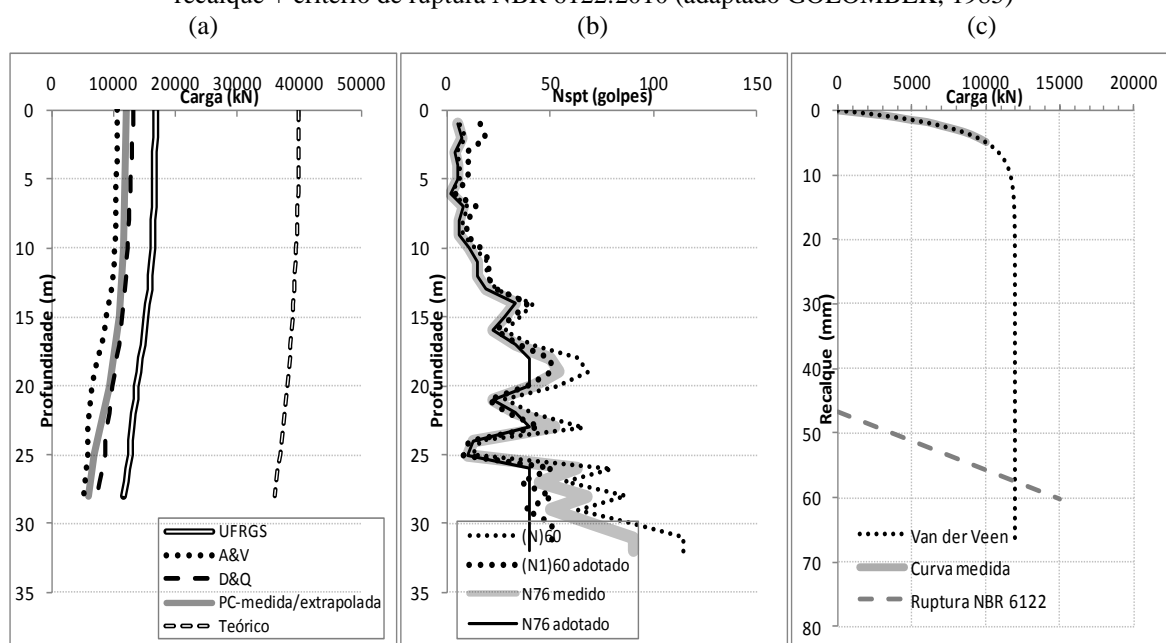 recalque + critério de ruptura NBR 6122:2010 (adaptado GOLOMBEK, 1985)
(a) (b) (c)
0 10000 20000 30000 40000 50000
Carga (kN)
0
5
10
15
20
25
30
35
Profundidade (m)
UFRGS
A&V
D&Q
PC-medida/extrapolada
Teórico
0 50 100 150
Nspt (golpes)
0
5
10
15
20
25
30
35
Profundidade (m)
(N)60
(N1)60 adotado
N76 medido
N76 adotado
0 5000 10000 15000 20000
Carga (kN)
0
10
20
30
40
50
60
70
80
Recalque (mm)
Van der Veen
Curva medida
Ruptura NBR 6122